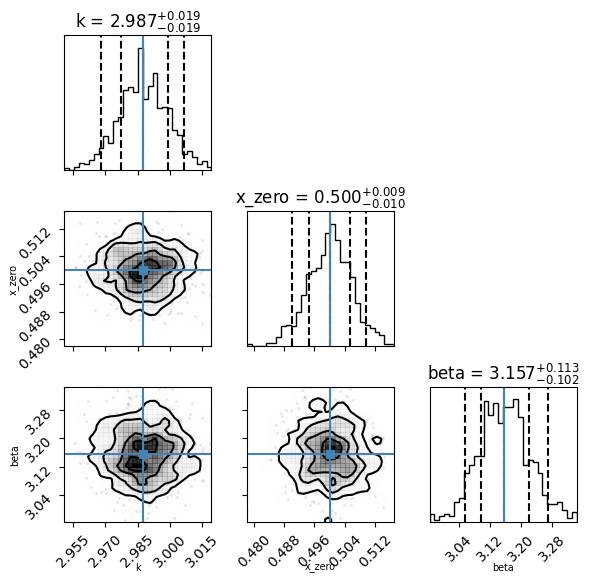 k = 2.987+0.019−0.019
x_zero = 0.500+0.009−0.010
x_zero
0.512
0.504
0.496
0.488
0.480
beta = 3.157+0.113−0.102
beta
3.28
3.20
3.12
3.04
2.955 2.970 2.985 3.000 3.015
k
0.480 0.488 0.496 0.504 0.512
x_zero
3.04 3.12 3.20 3.28
beta